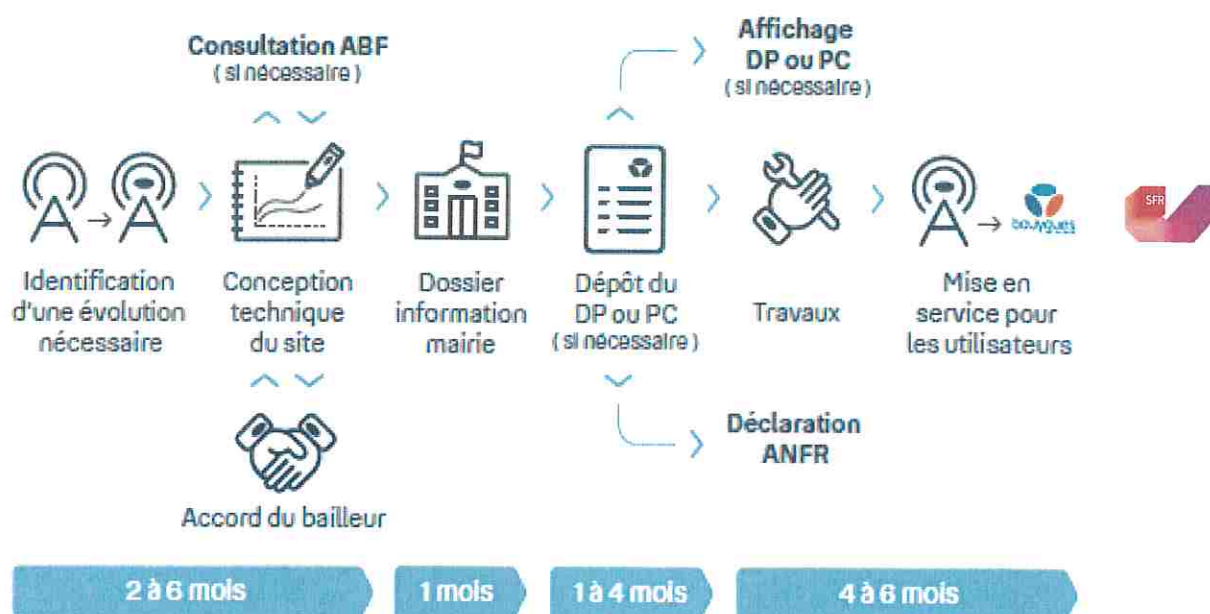 Consultation ABF
( si nécessaire )
Affichage
DP ou PC
( si nécessaire )
Identification
d'une évolution
nécessaire
Conception
technique
du site
Dossier
information
mairie
Dépôt du
DP ou PC
( si nécessaire )
Travaux
Mise en
service pour
les utilisateurs
bouygues
SFR
Accord du bailleur
Déclaration
ANFR
2 à 6 mois
1 mois
1 à 4 mois
4 à 6 mois